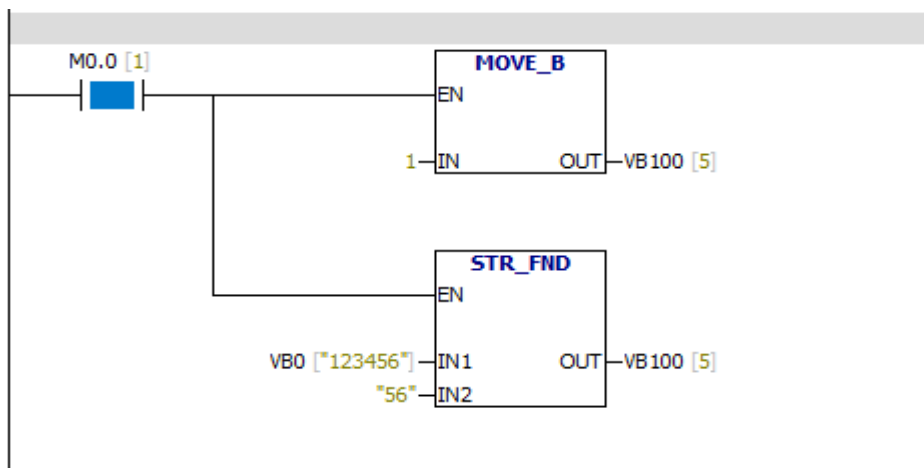 M0.0 [1]
MOVE_B
EN
1 IN OUT VB100 [5]
STR_FND
EN
VB0 ["123456"] IN1 OUT VB100 [5]
"56" IN2